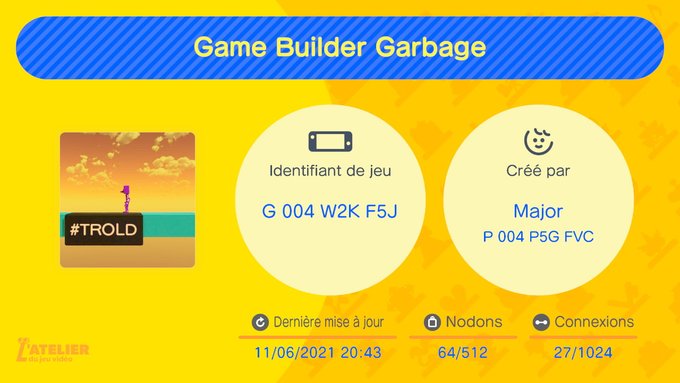 Game Builder Garbage
#TROLD
Identifiant de jeu
G 004 W2K F5J
Créé par
Major
P 004 P5G FVC
Dernière mise à jour
11/06/2021 20:43
Nodons
64/512
Connexions
27/1024
L'ATELIER
du jeu vidéo